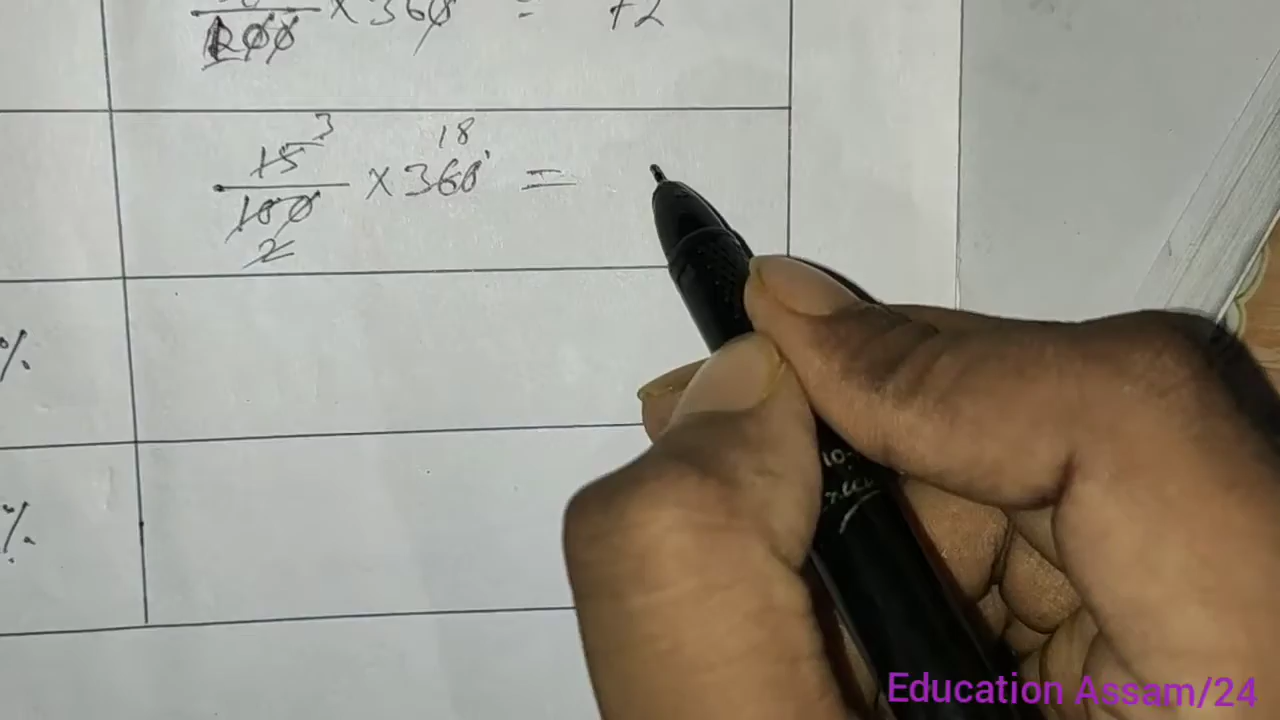 100 × 360 = 72
3 18
15
100 × 360 =
2
%
%
Education Assam/24